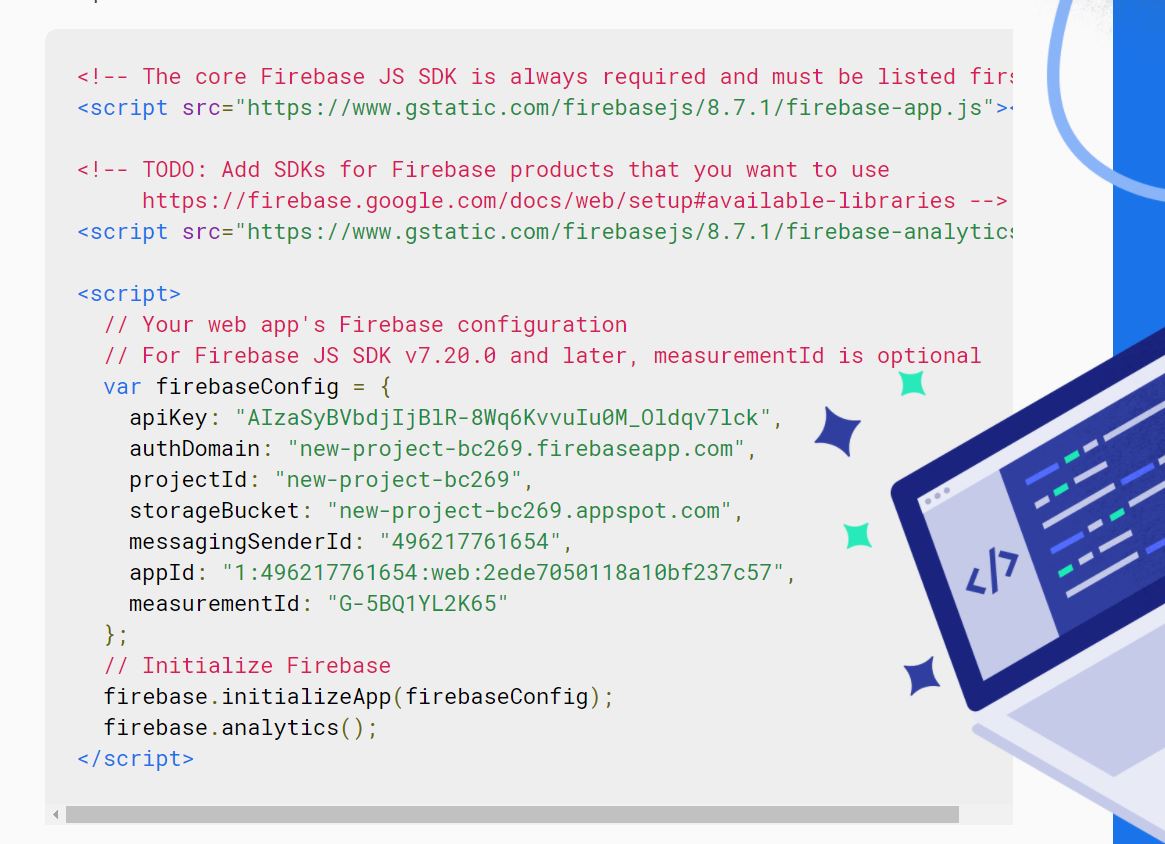 <!-- The core Firebase JS SDK is always required and must be listed firs
<script src="https://www.gstatic.com/firebasejs/8.7.1/firebase-app.js"><
<!-- TODO: Add SDKs for Firebase products that you want to use
https://firebase.google.com/docs/web/setup#available-libraries -->
<script src="https://www.gstatic.com/firebasejs/8.7.1/firebase-analytics
<script>
// Your web app's Firebase configuration
// For Firebase JS SDK v7.20.0 and later, measurementId is optional
var firebaseConfig = {
apiKey: "AIzaSyBVbdjIjBlR-8Wq6KvvuIu0M_Oldqv7lck",
authDomain: "new-project-bc269.firebaseapp.com",
projectId: "new-project-bc269",
storageBucket: "new-project-bc269.appspot.com",
messagingSenderId: "496217761654",
appId: "1:496217761654:web:2ede7050118a10bf237c57",
measurementId: "G-5BQ1YL2K65"
};
// Initialize Firebase
firebase.initializeApp(firebaseConfig);
firebase.analytics();
</script>
</>